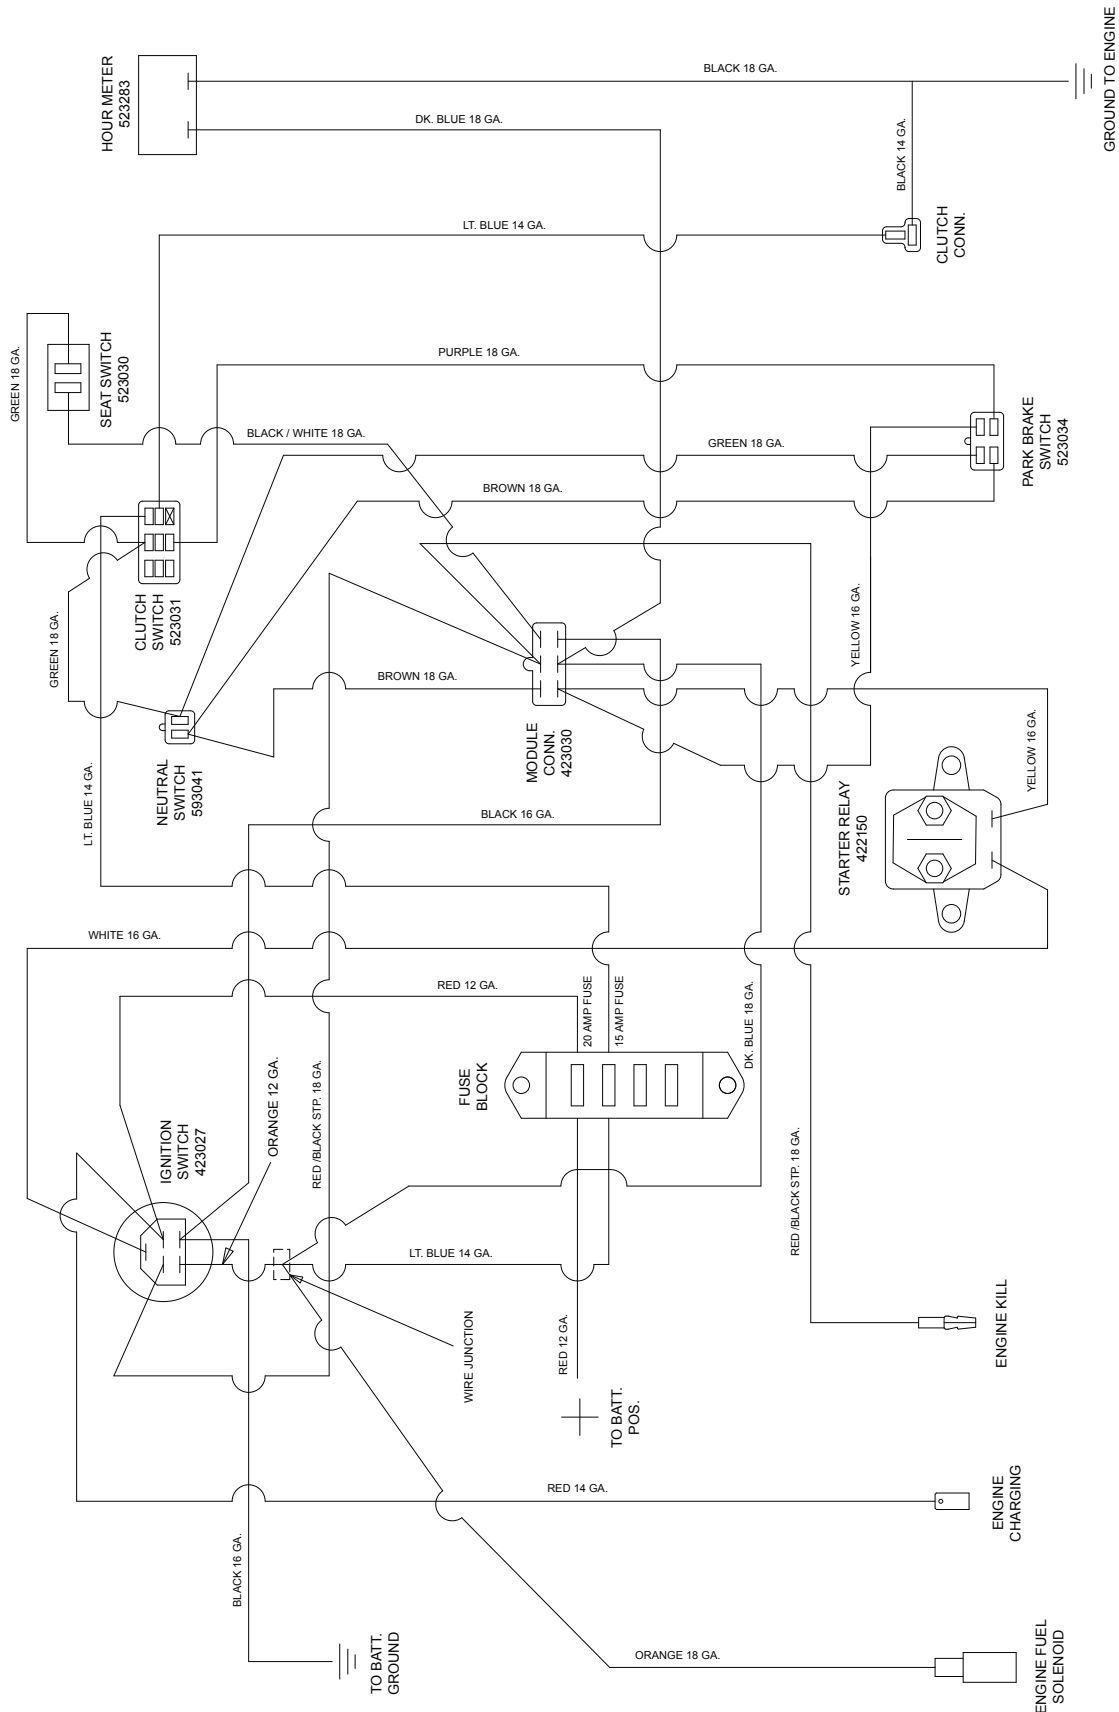 HOUR METER
523283
BLACK 18 GA.
GROUND TO ENGINE
DK. BLUE 18 GA.
BLACK 14 GA.
LT. BLUE 14 GA.
CLUTCH
CONN.
GREEN 18 GA.
SEAT SWITCH
523030
PURPLE 18 GA.
BLACK / WHITE 18 GA.
GREEN 18 GA.
PARK BRAKE
SWITCH
523034
BROWN 18 GA.
CLUTCH
SWITCH
523031
GREEN 18 GA.
YELLOW 16 GA.
BROWN 18 GA.
MODULE
CONN.
423030
NEUTRAL
SWITCH
593041
LT. BLUE 14 GA.
BLACK 16 GA.
YELLOW 16 GA.
STARTER RELAY
422150
WHITE 16 GA.
RED 12 GA.
20 AMP FUSE
15 AMP FUSE
DK. BLUE 18 GA.
FUSE
BLOCK
ORANGE 12 GA.
RED /BLACK STP. 18 GA.
IGNITION
SWITCH
423027
RED /BLACK STP. 18 GA.
LT. BLUE 14 GA.
WIRE JUNCTION
RED 12 GA.
TO BATT.
POS.
ENGINE KILL
RED 14 GA.
ENGINE
CHARGING
BLACK 16 GA.
TO BATT.
GROUND
ORANGE 18 GA.
ENGINE FUEL
SOLENOID